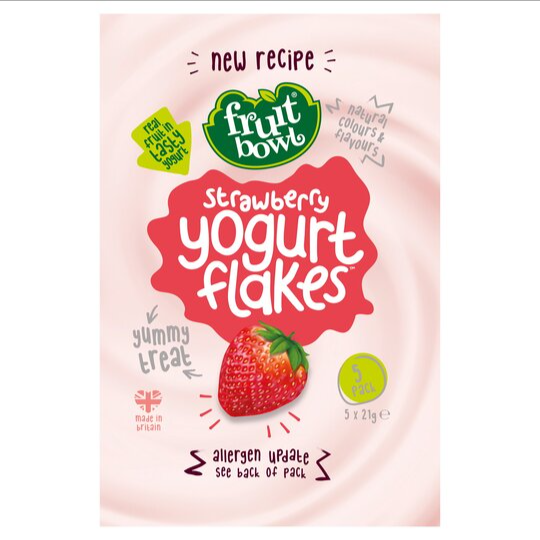 new recipe
fruit
bowl®
real
fruit in
tasty
yogurt
natural
colours &
flavours
strawberry
yogurt
flakes™
yummy
treat
5
pack
5 x 21g ℮
made in
britain
allergen update
see back of pack